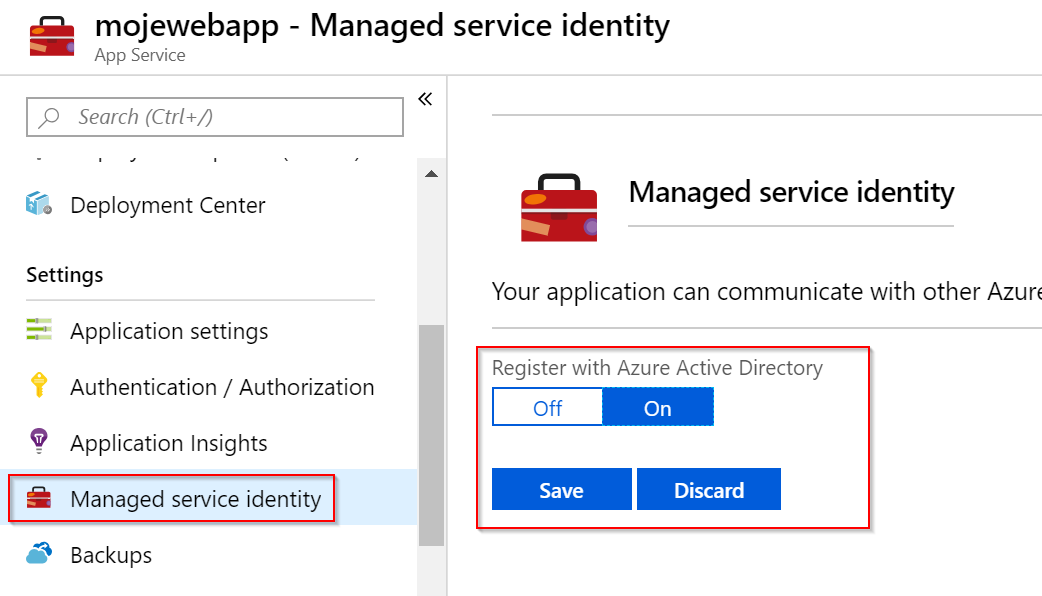 mojewebapp - Managed service identity
App Service
Search (Ctrl+/)
«
Deployment Center
Settings
Application settings
Authentication / Authorization
Application Insights
Managed service identity
Backups
Managed service identity
Your application can communicate with other Azure
Register with Azure Active Directory
Off On
Save Discard